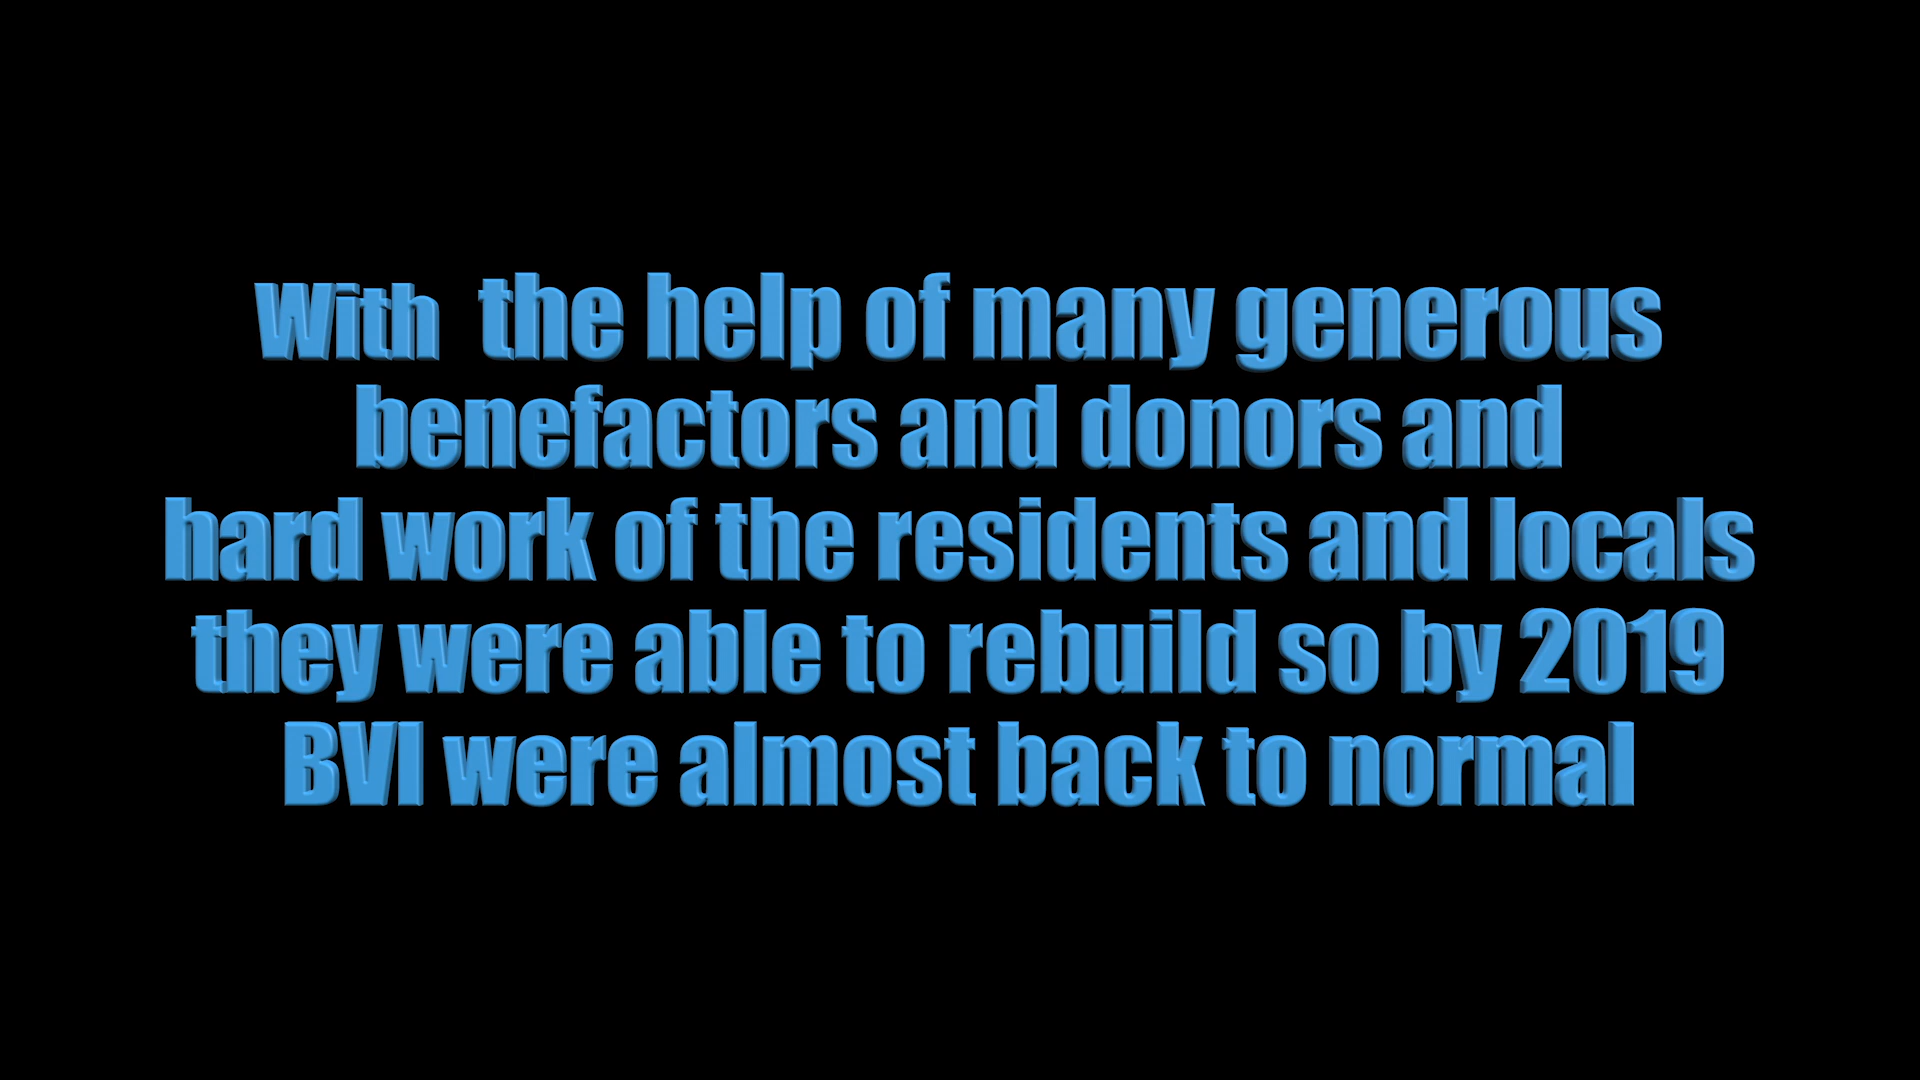 With the help of many generous
benefactors and donors and
hard work of the residents and locals
they were able to rebuild so by 2019
BVI were almost back to normal